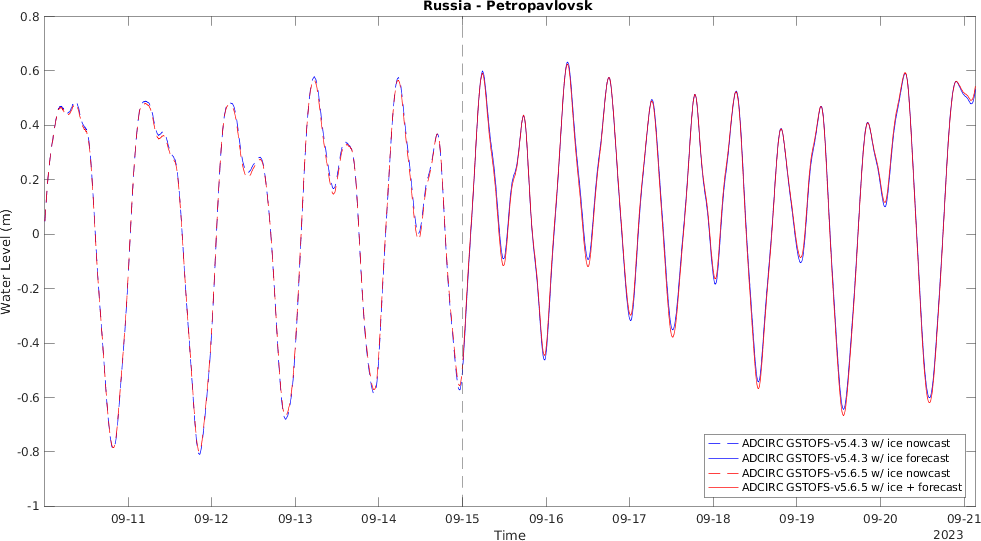 Russia - Petropavlovsk
Water Level (m)
0.8
0.6
0.4
0.2
0
-0.2
-0.4
-0.6
-0.8
-1
ADCIRC GSTOFS-v5.4.3 w/ ice nowcast
ADCIRC GSTOFS-v5.4.3 w/ ice forecast
ADCIRC GSTOFS-v5.6.5 w/ ice nowcast
ADCIRC GSTOFS-v5.6.5 w/ ice + forecast
09-11 09-12 09-13 09-14 09-15 09-16 09-17 09-18 09-19 09-20 09-21
Time
2023